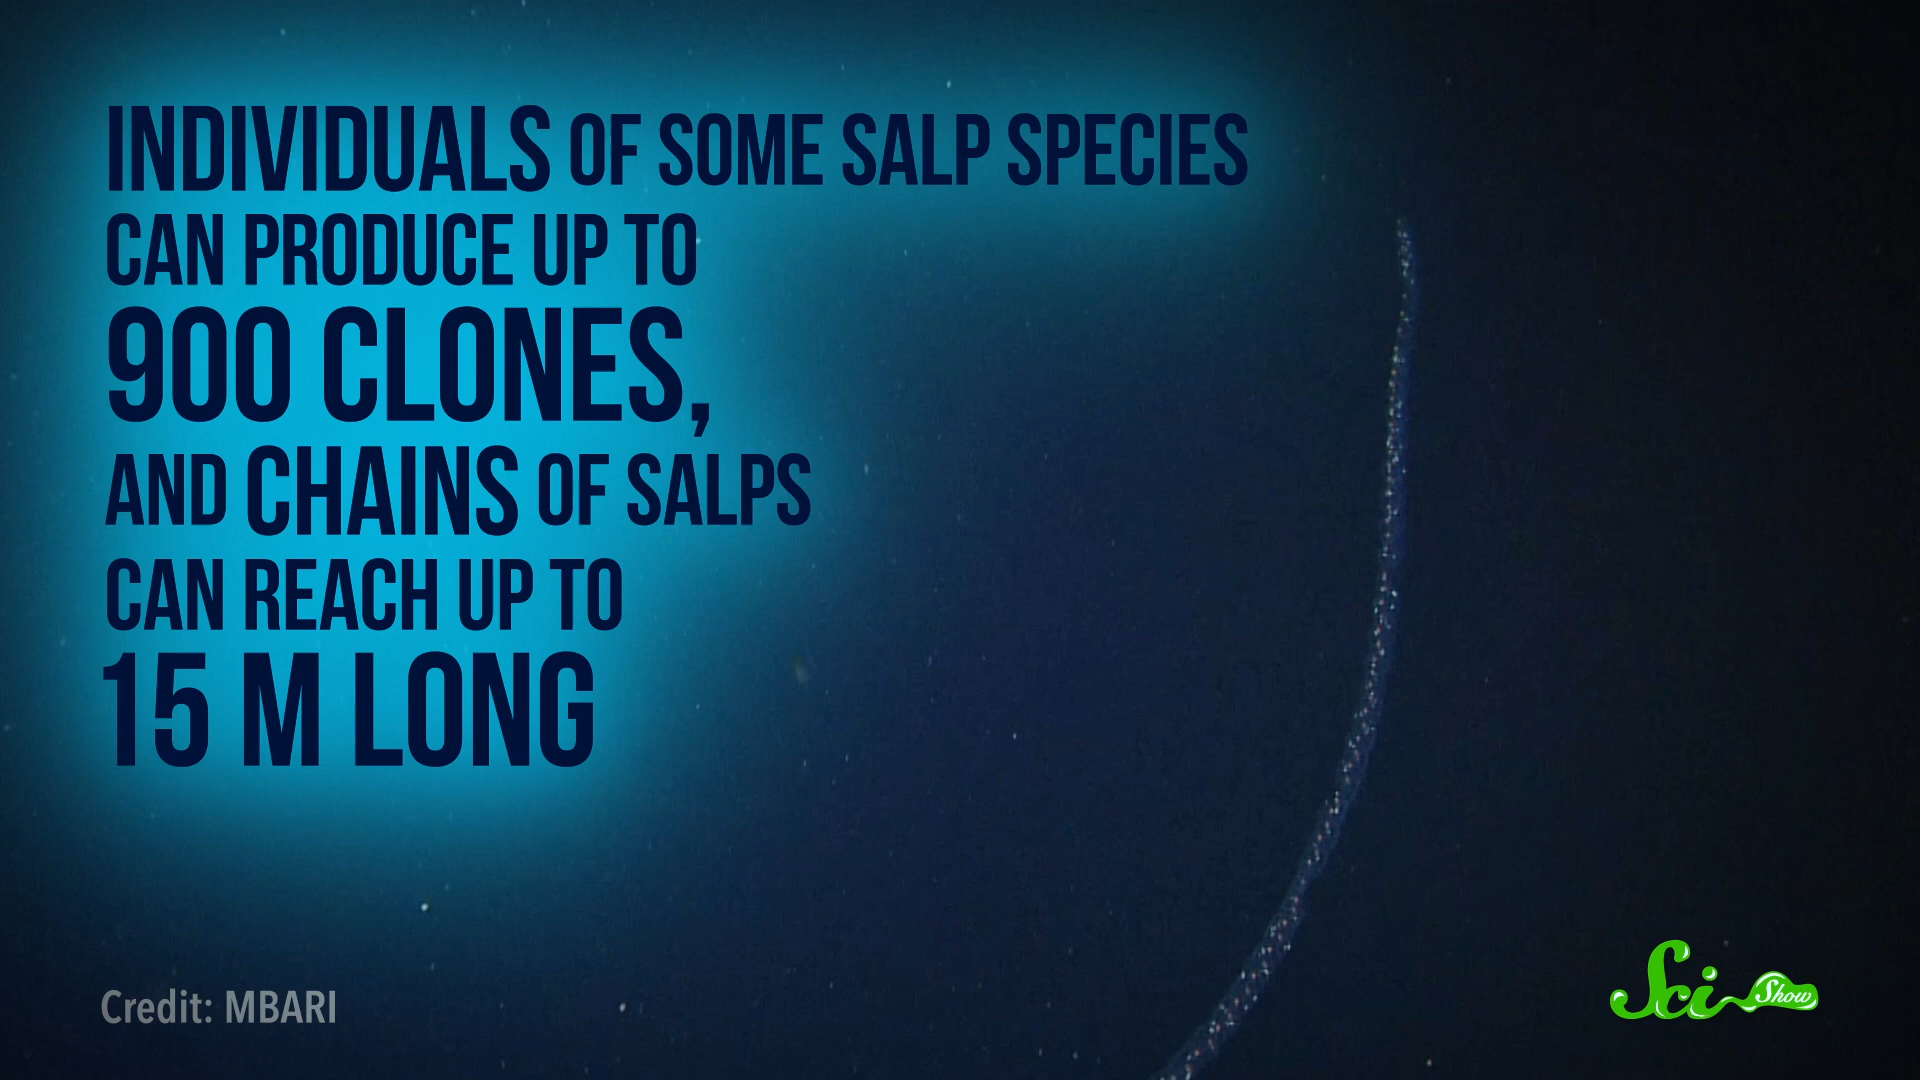 INDIVIDUALS OF SOME SALP SPECIES
CAN PRODUCE UP TO
900 CLONES,
AND CHAINS OF SALPS
CAN REACH UP TO
15 M LONG
Credit: MBARI
Sci Show